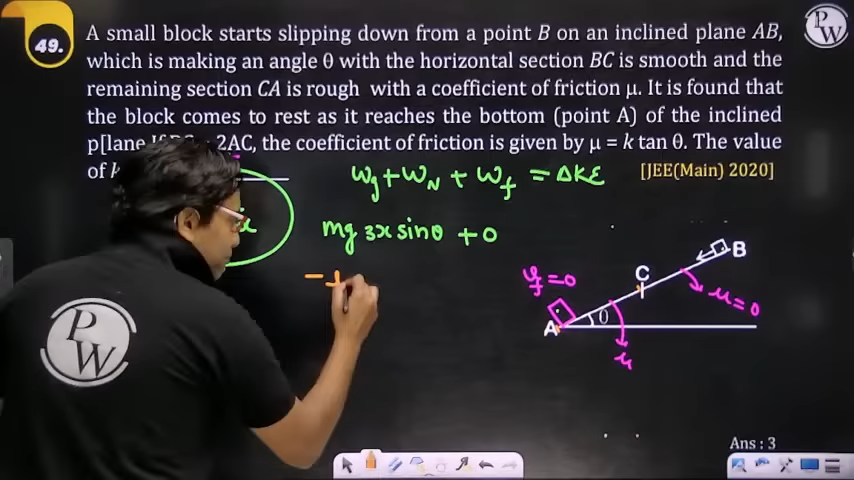 49.
A small block starts slipping down from a point B on an inclined plane AB,
which is making an angle θ with the horizontal section BC is smooth and the
remaining section CA is rough with a coefficient of friction μ. It is found that
the block comes to rest as it reaches the bottom (point A) of the inclined
p[lane If 2AC, the coefficient of friction is given by μ = k tan θ. The value
of k
[JEE(Main) 2020]
Wg + WN + Wf = ΔKE
mg 3x sinθ + 0
x
vf = 0
C
B
μ = 0
A
θ
μ
Ans : 3
PW
PW